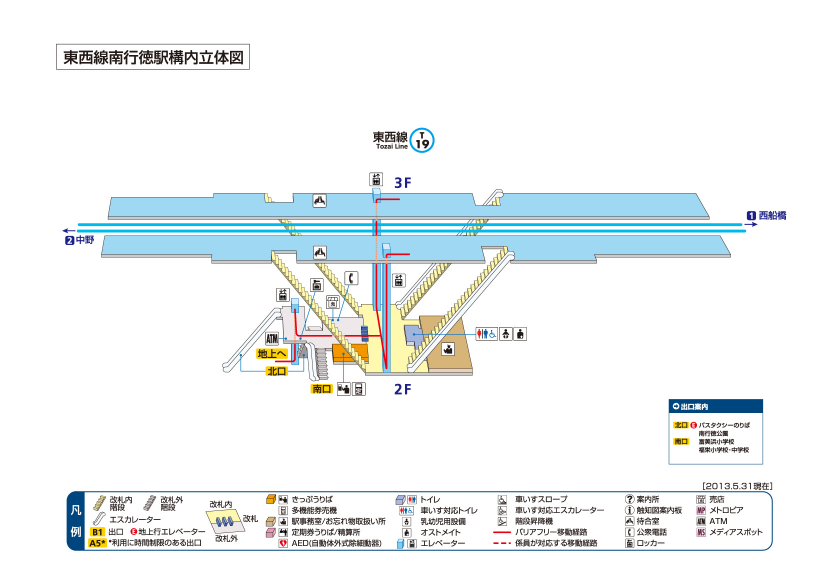 東西線南行徳駅構内立体図
東西線
Tozai Line
T
19
3F
1 西船橋
2 中野
ATM
地上へ
北口
南口
2F
出口案内
北口 E バスタクシーのりば
南行徳公園
南口 富美浜小学校
福栄小学校・中学校
[2013.5.31現在]
凡例
改札内階段
改札外階段
エスカレーター
B1 出口 E 地上行エレベーター
A5* *利用に時間制限のある出口
改札内
改札
改札外
きっぷうりば
多機能券売機
駅事務室/お忘れ物取扱い所
定期券うりば/精算所
AED(自動体外式除細動器)
トイレ
車いす対応トイレ
乳幼児用設備
オストメイト
エレベーター
車いすスロープ
車いす対応エスカレーター
階段昇降機
バリアフリー移動経路
係員が対応する移動経路
案内所
触知図案内板
待合室
公衆電話
ロッカー
売店
MP メトロピア
ATM ATM
MS メディアスポット